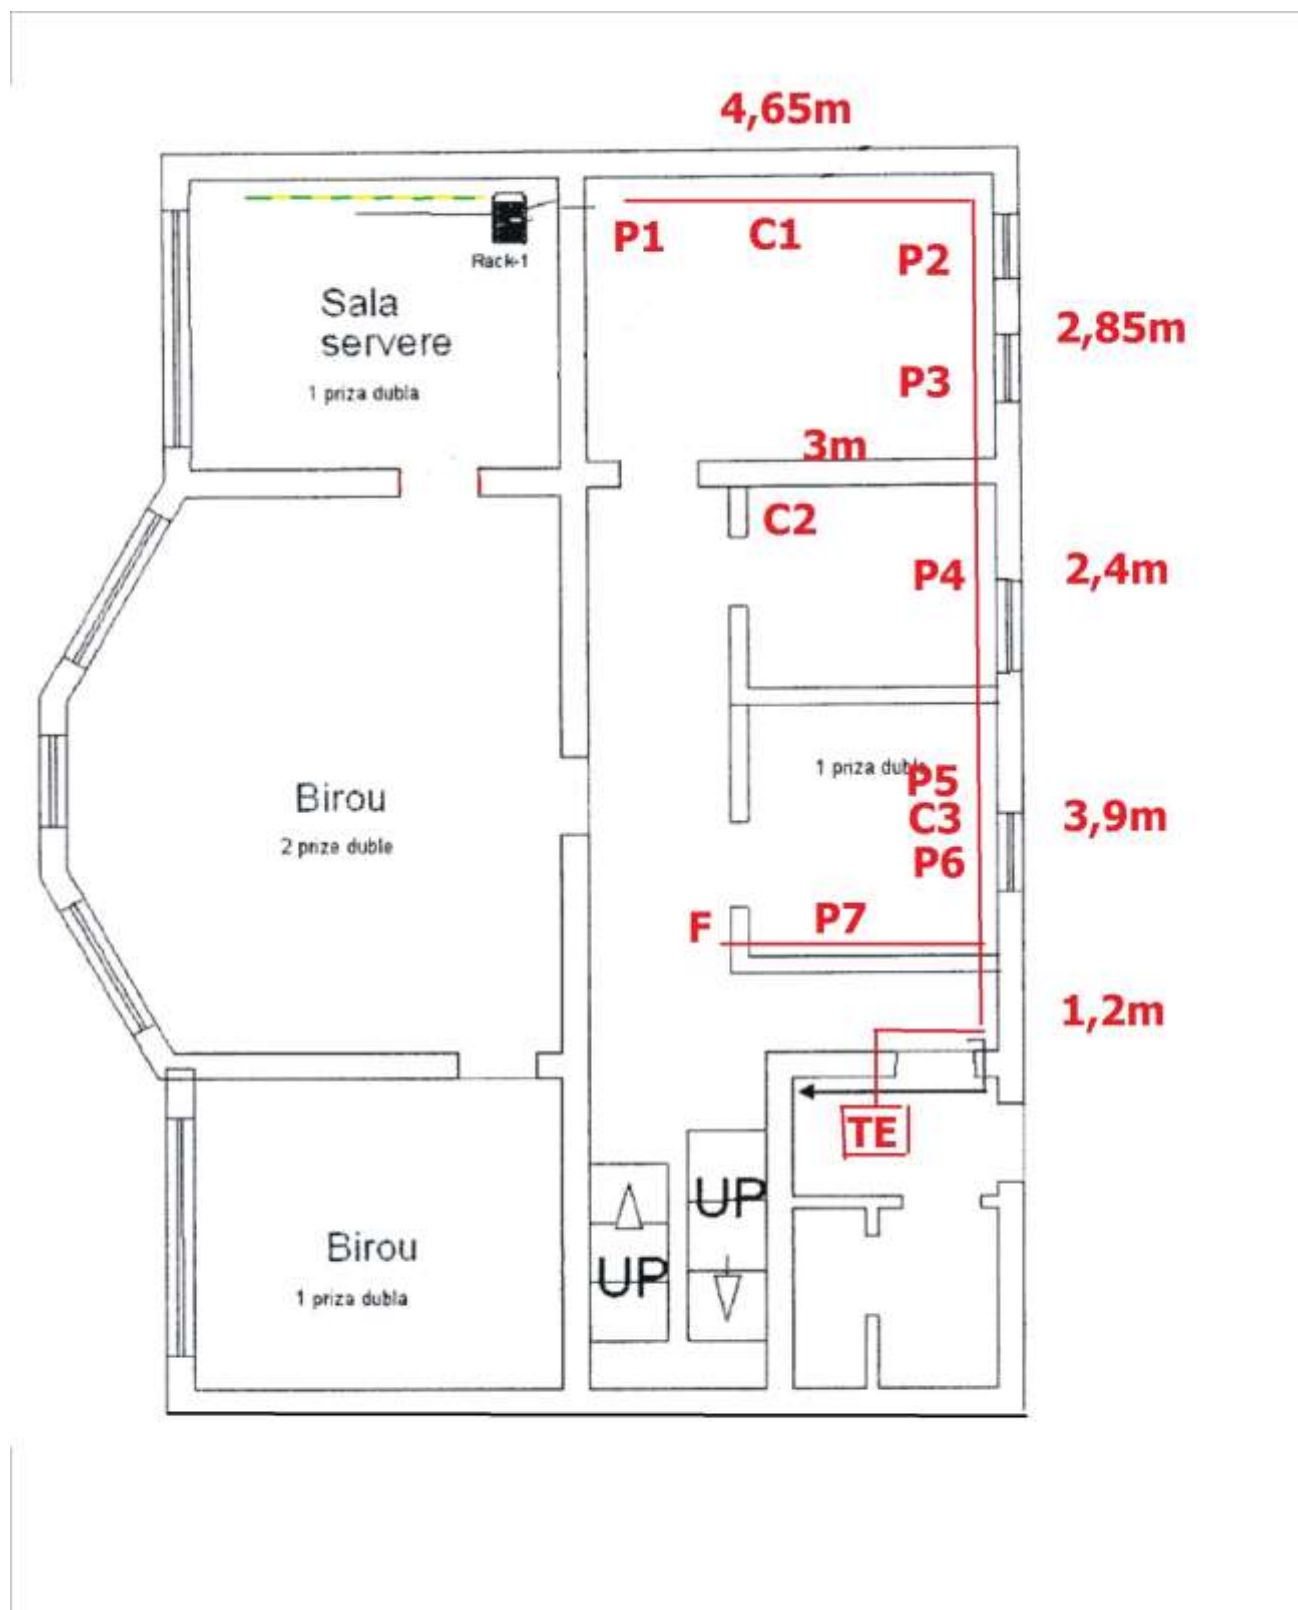 4,65m
P1
C1
P2
Rack-1
Sala
servere
1 priza dubla
2,85m
P3
3m
C2
P4
2,4m
1 priza duble
P5
C3
P6
3,9m
Birou
2 prize duble
F
P7
1,2m
TE
UP
UP
Birou
1 priza dubla